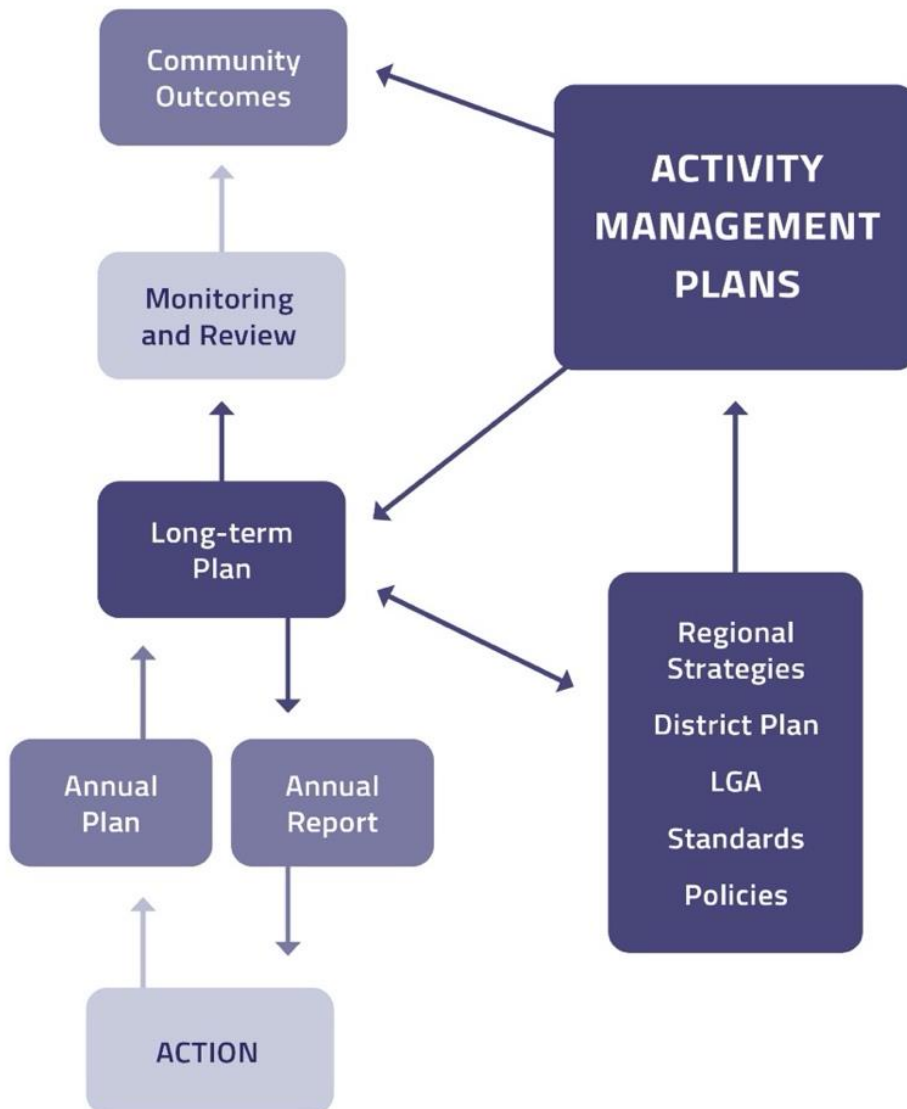 Community
Outcomes
ACTIVITY
MANAGEMENT
PLANS
Monitoring
and Review
Long-term
Plan
Regional
Strategies
District Plan
LGA
Standards
Policies
Annual
Plan
Annual
Report
ACTION